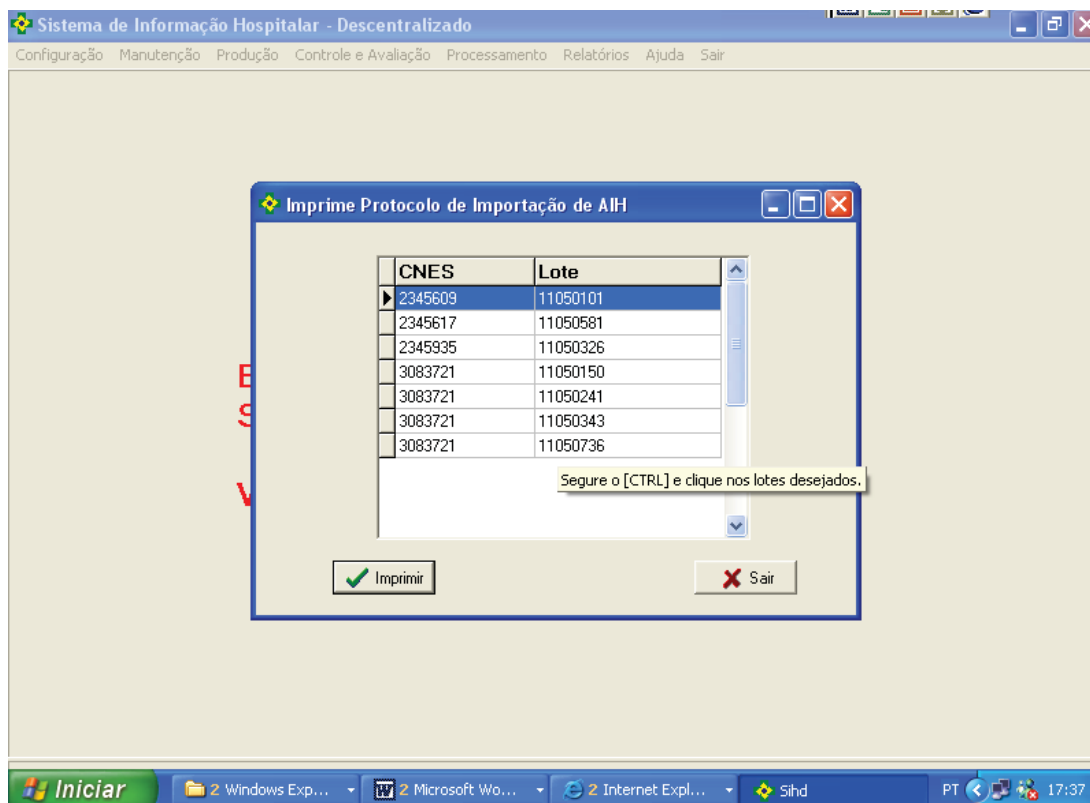 Sistema de Informação Hospitalar - Descentralizado
Configuração Manutenção Produção Controle e Avaliação Processamento Relatórios Ajuda Sair
Imprime Protocolo de Importação de AIH
CNES Lote
2345609 11050101
2345617 11050581
2345935 11050326
3083721 11050150
3083721 11050241
3083721 11050343
3083721 11050736
Segure o [CTRL] e clique nos lotes desejados.
Imprimir Sair
Iniciar 2 Windows Exp... 2 Microsoft Wo... 2 Internet Expl... Sihd PT 17:37